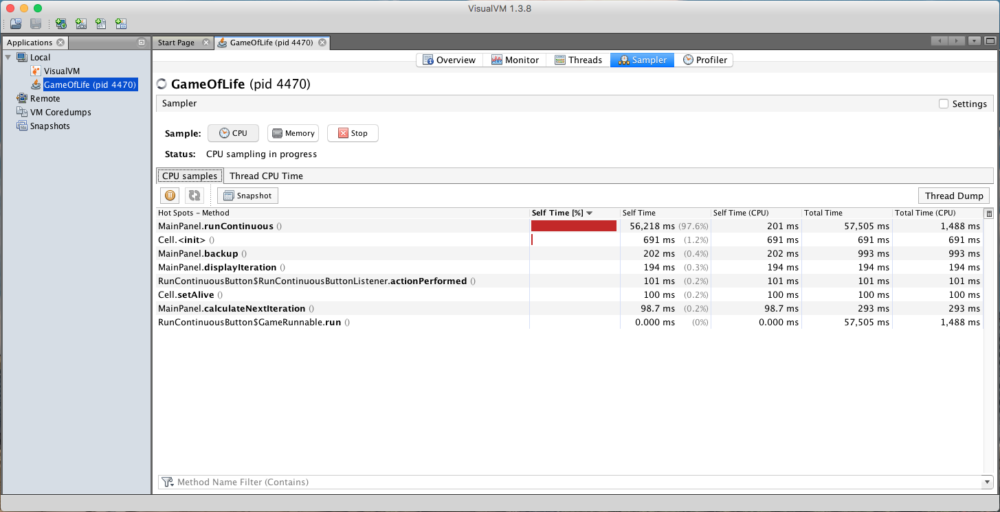 VisualVM 1.3.8
Applications
Start Page
GameOfLife (pid 4470)
Local
VisualVM
GameOfLife (pid 4470)
Remote
VM Coredumps
Snapshots
Overview Monitor Threads Sampler Profiler
GameOfLife (pid 4470)
Sampler Settings
Sample: CPU Memory Stop
Status: CPU sampling in progress
CPU samples Thread CPU Time
Snapshot Thread Dump
Hot Spots – Method Self Time [%] Self Time Self Time (CPU) Total Time Total Time (CPU)
MainPanel.runContinuous () 56,218 ms (97.6%) 201 ms 57,505 ms 1,488 ms
Cell.<init> () 691 ms (1.2%) 691 ms 691 ms 691 ms
MainPanel.backup () 202 ms (0.4%) 202 ms 993 ms 993 ms
MainPanel.displayIteration () 194 ms (0.3%) 194 ms 194 ms 194 ms
RunContinuousButton$RunContinuousButtonListener.actionPerformed () 101 ms (0.2%) 101 ms 101 ms 101 ms
Cell.setAlive () 100 ms (0.2%) 100 ms 100 ms 100 ms
MainPanel.calculateNextIteration () 98.7 ms (0.2%) 98.7 ms 293 ms 293 ms
RunContinuousButton$GameRunnable.run () 0.000 ms (0%) 0.000 ms 57,505 ms 1,488 ms
Method Name Filter (Contains)